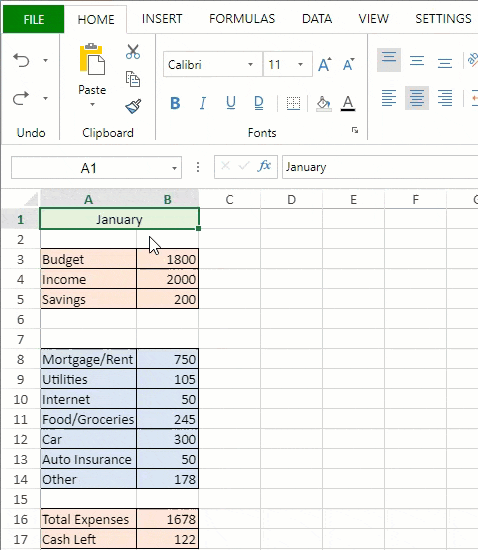 FILE HOME INSERT FORMULAS DATA VIEW SETTINGS
Paste
Calibri 11
A A
B I U D A
Undo Clipboard Fonts
A1 fx January
A B C D E F
1 January
2
3 Budget 1800
4 Income 2000
5 Savings 200
6
7
8 Mortgage/Rent 750
9 Utilities 105
10 Internet 50
11 Food/Groceries 245
12 Car 300
13 Auto Insurance 50
14 Other 178
15
16 Total Expenses 1678
17 Cash Left 122